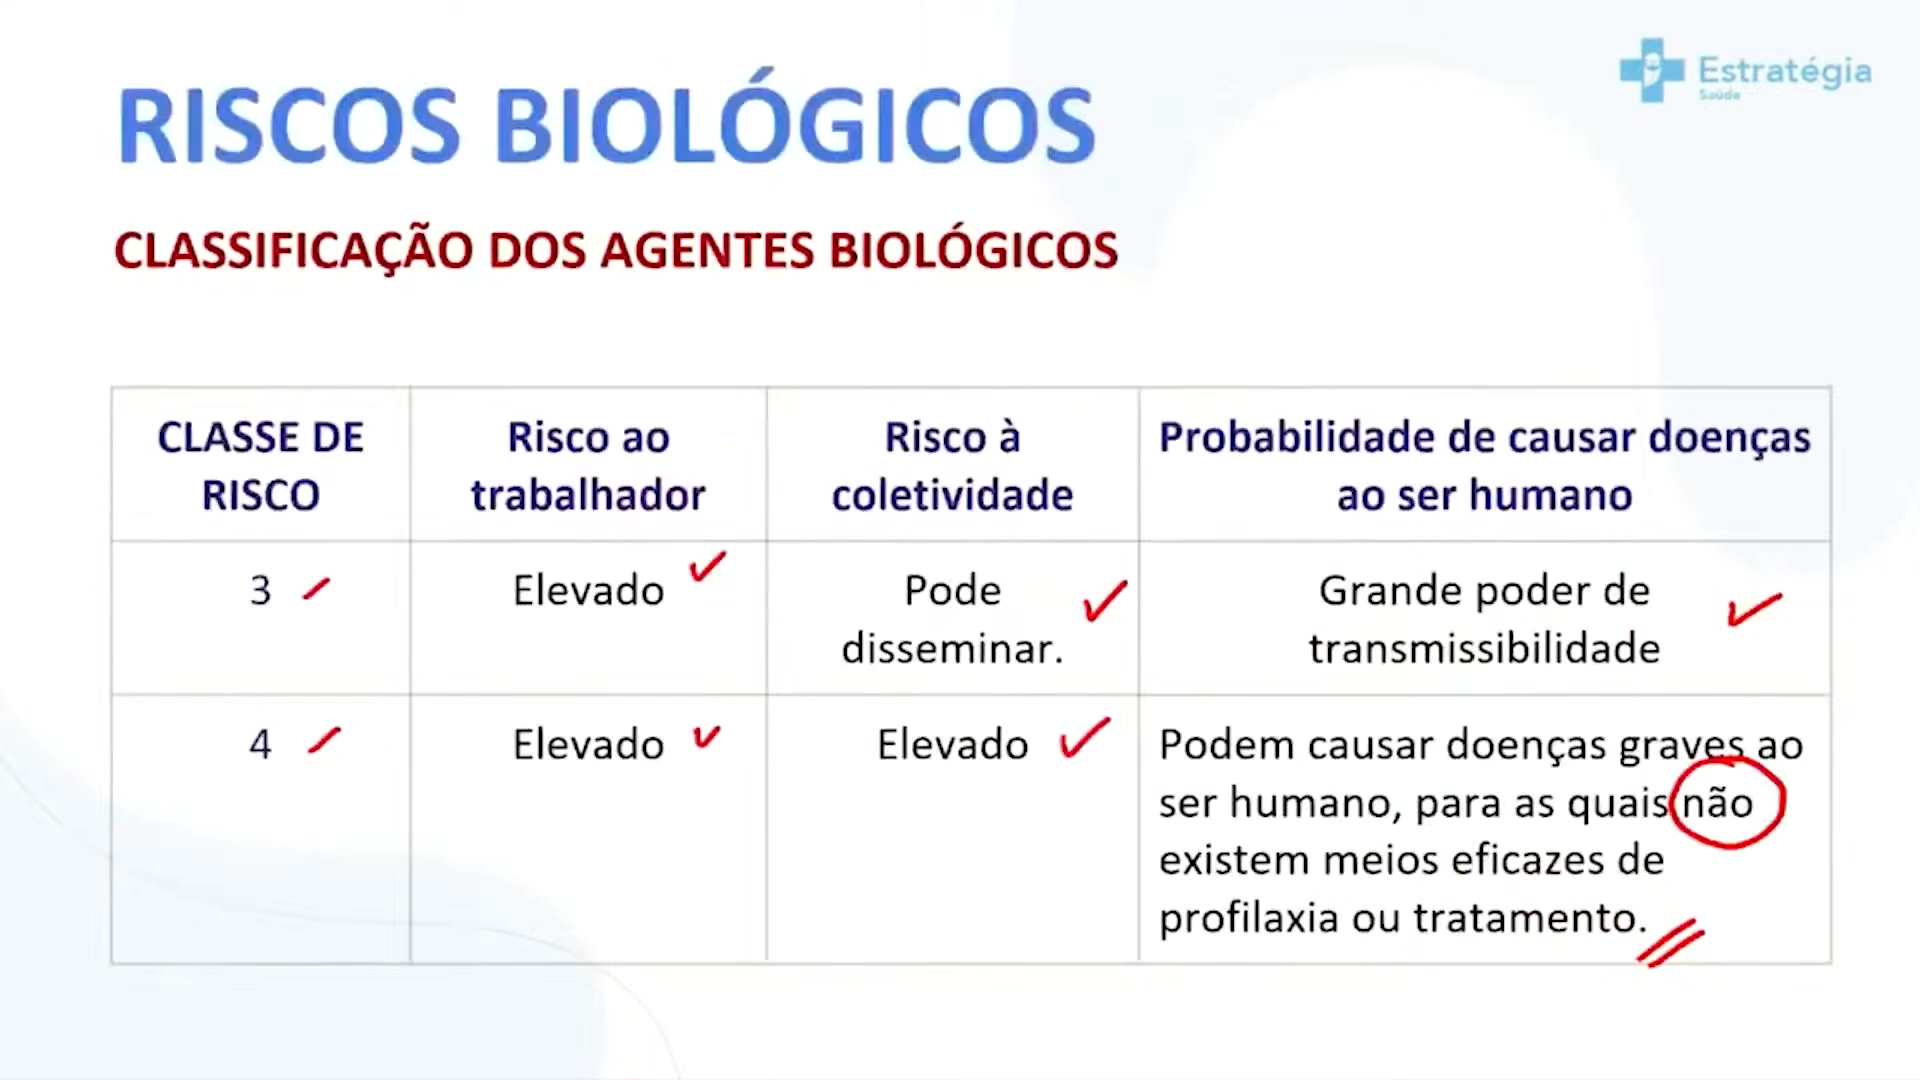 Estratégia
Saúde
RISCOS BIOLÓGICOS
CLASSIFICAÇÃO DOS AGENTES BIOLÓGICOS
CLASSE DE
RISCO
Risco ao
trabalhador
Risco à
coletividade
Probabilidade de causar doenças
ao ser humano
3
Elevado
Pode
disseminar.
Grande poder de
transmissibilidade
4
Elevado
Elevado
Podem causar doenças graves ao
ser humano, para as quais não
existem meios eficazes de
profilaxia ou tratamento.